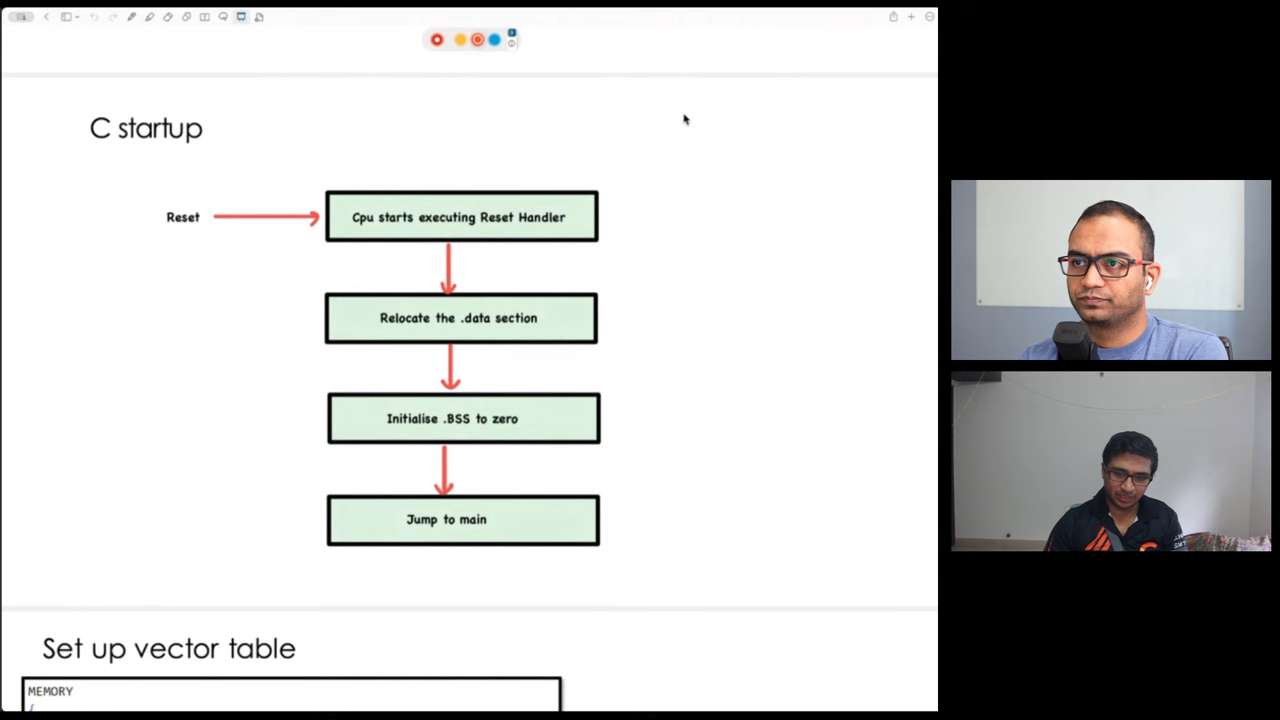 C startup
Reset
Cpu starts executing Reset Handler
Relocate the .data section
Initialise .BSS to zero
Jump to main
Set up vector table
MEMORY
{